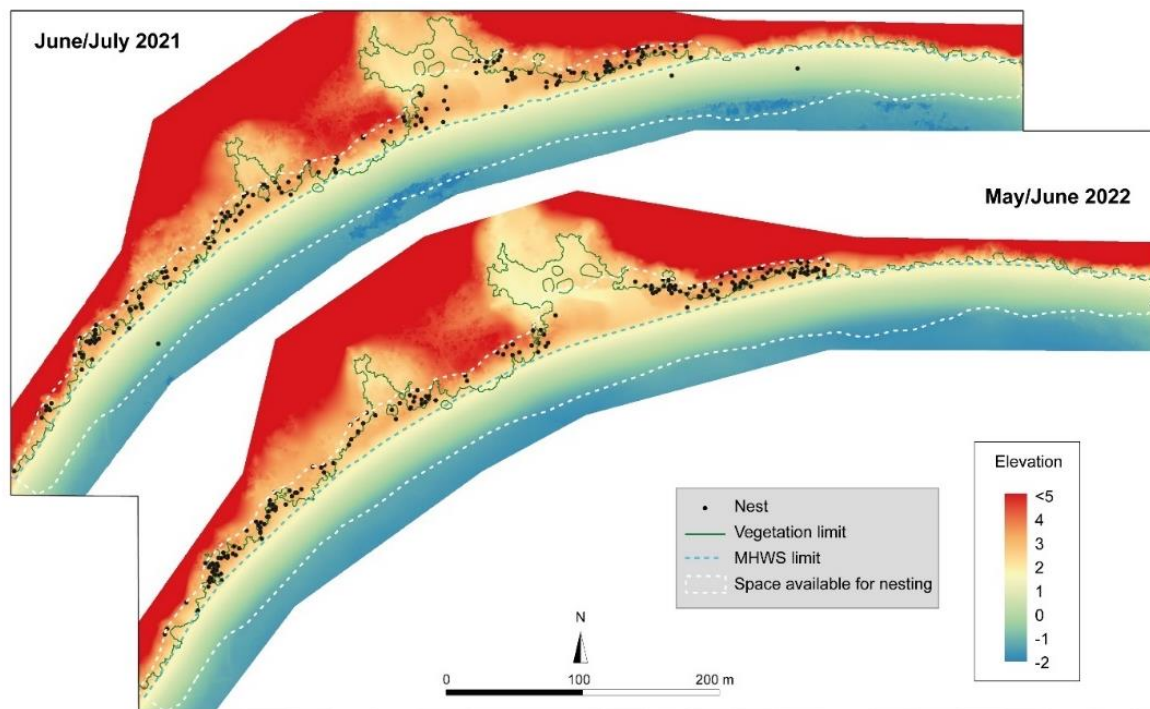 June/July 2021
May/June 2022
Elevation
<5
4
3
2
1
0
-1
-2
Nest
Vegetation limit
MHWS limit
Space available for nesting
N
0 100 200 m